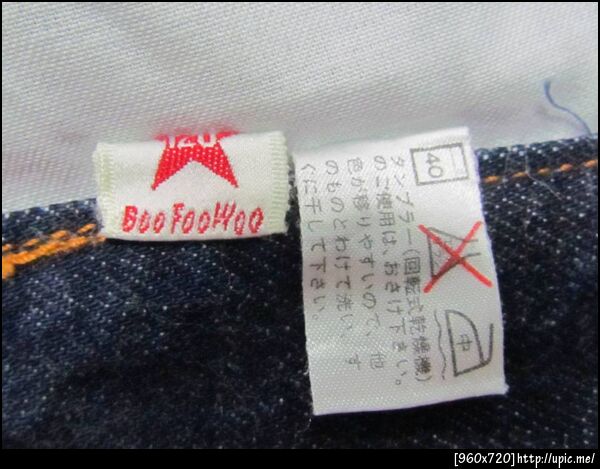 120
BooFooWoo
40
中
タンブラー(回転式乾燥機)
のご使用は、おさけ下さい。
色が移りやすいので、他
のものとわけて洗い、す
ぐに干して下さい。
[960x720]http://upic.me/